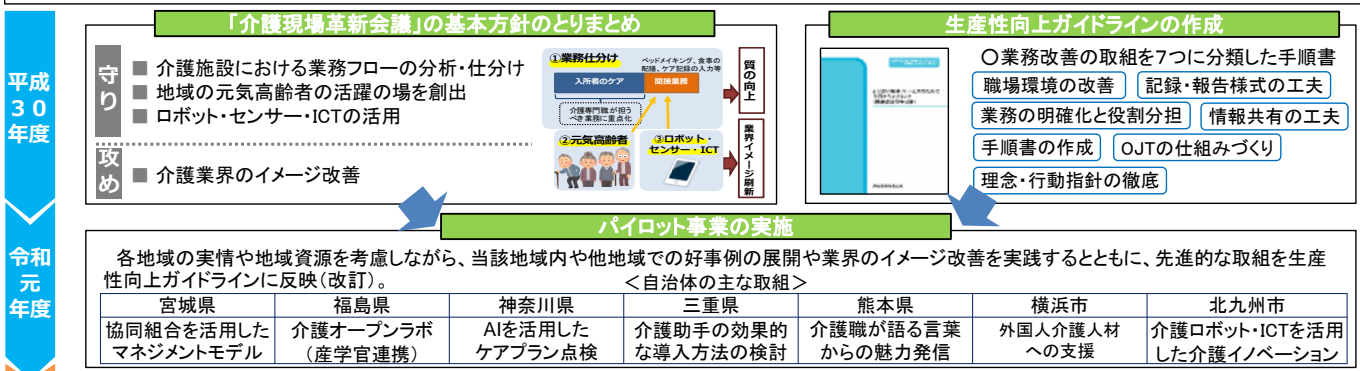 「介護現場革新会議」の基本方針のとりまとめ
生産性向上ガイドラインの作成
平成
30
年度
守り
■ 介護施設における業務フローの分析・仕分け
■ 地域の元気高齢者の活躍の場を創出
■ ロボット・センサー・ICTの活用
攻め
■ 介護業界のイメージ改善
①業務仕分け
ベッドメイキング、食事の
配膳、ケア記録の入力等
入所者のケア
間接業務
介護専門職が担う
べき業務に重点化
②元気高齢者
③ロボット・
センサー・ICT
質の向上
業界イメージ刷新
〇業務改善の取組を7つに分類した手順書
職場環境の改善 記録・報告様式の工夫
業務の明確化と役割分担 情報共有の工夫
手順書の作成 OJTの仕組みづくり
理念・行動指針の徹底
パイロット事業の実施
令和
元
年度
各地域の実情や地域資源を考慮しながら、当該地域内や他地域での好事例の展開や業界のイメージ改善を実践するとともに、先進的な取組を生産
性向上ガイドラインに反映(改訂)。 <自治体の主な取組>
宮城県 福島県 神奈川県 三重県 熊本県 横浜市 北九州市
協同組合を活用した 介護オープンラボ AIを活用した 介護助手の効果的 介護職が語る言葉 外国人介護人材 介護ロボット・ICTを活用
マネジメントモデル (産学官連携) ケアプラン点検 な導入方法の検討 からの魅力発信 への支援 した介護イノベーション